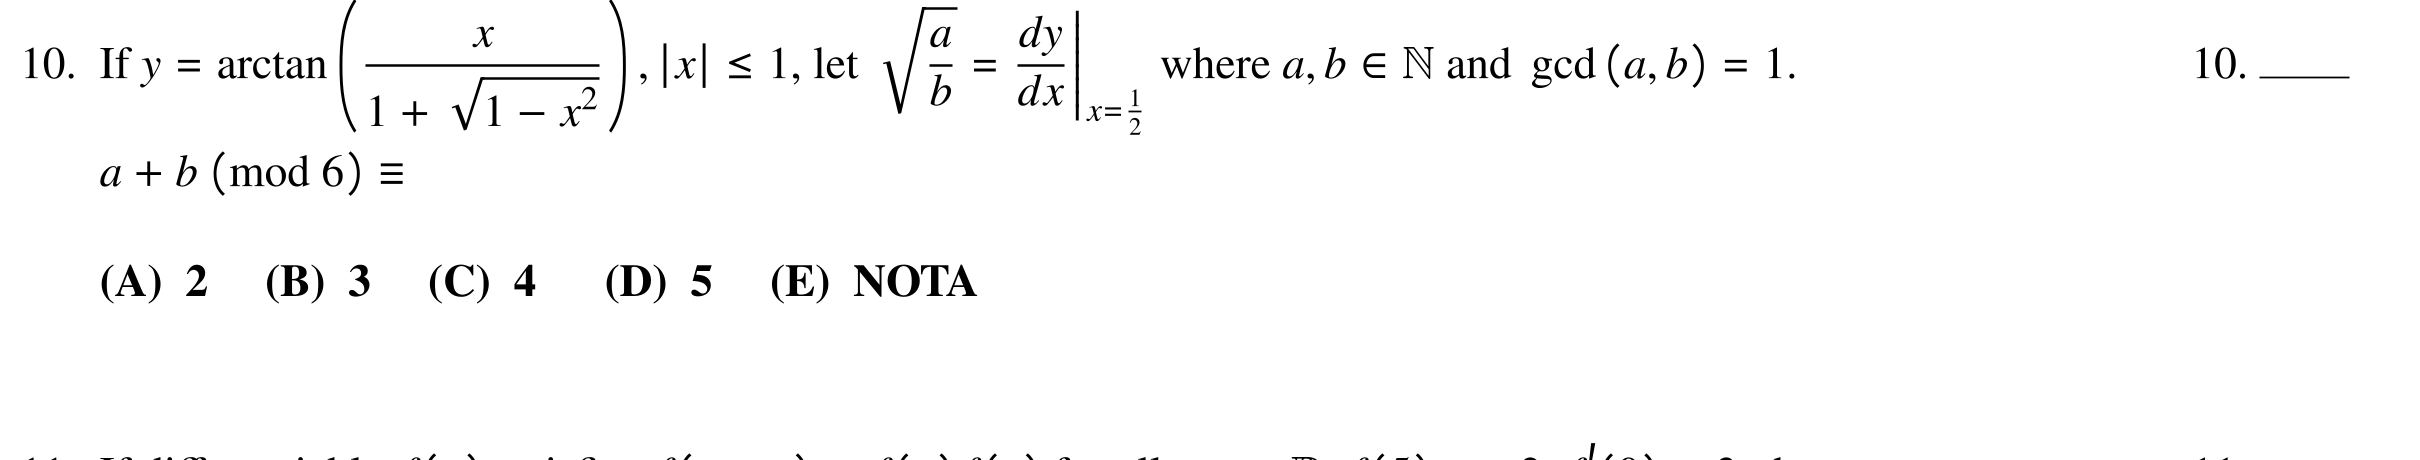 10. If y = arctan(x / (1 + √(1 − x²))), |x| ≤ 1, let √(a/b) = dy/dx |ₓ₌½ where a, b ∈ ℕ and gcd (a, b) = 1. 10. ____
a + b (mod 6) ≡
(A) 2 (B) 3 (C) 4 (D) 5 (E) NOTA